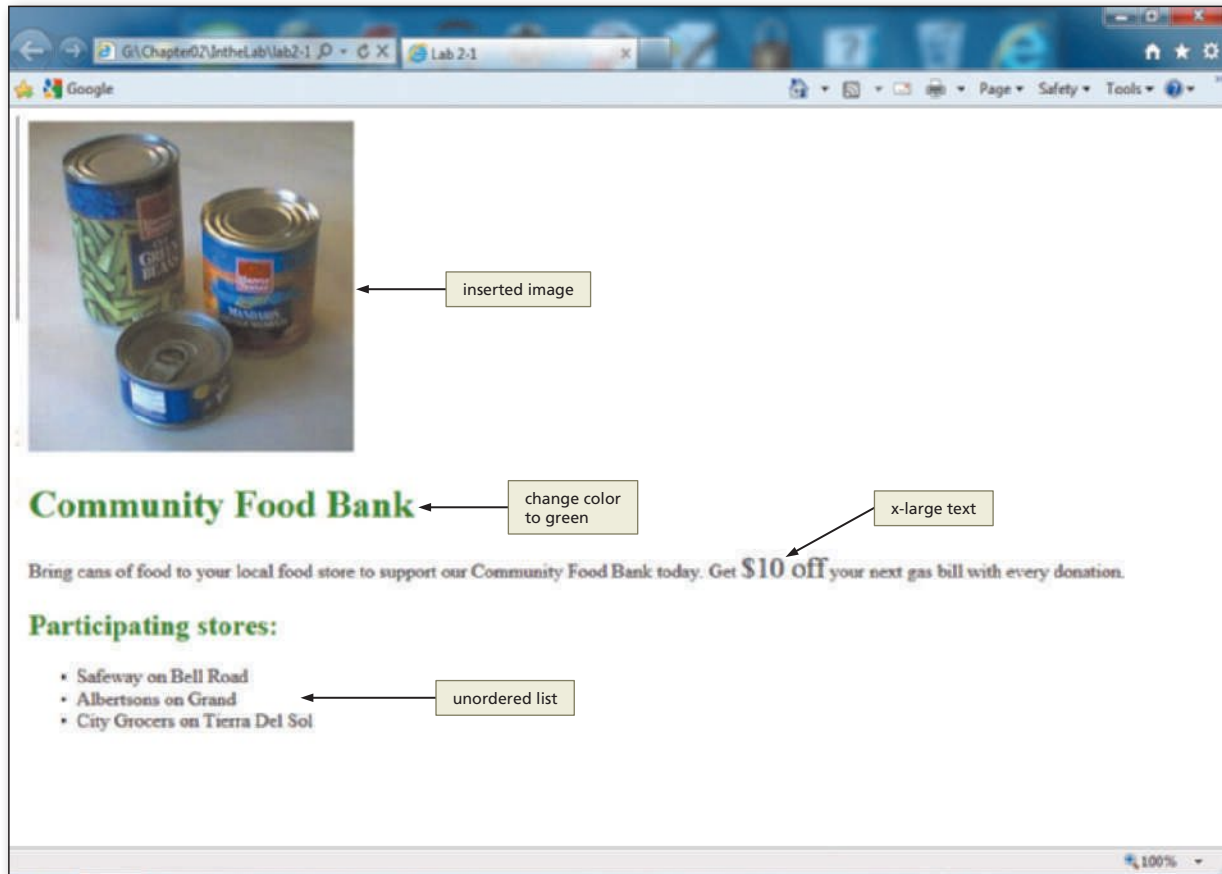 G:\Chapter02\IntheLab\lab2-1
Lab 2-1
Google
Page
Safety
Tools
GREEN
BEANS
MANDARIN
inserted image
Community Food Bank
change color
to green
x-large text
Bring cans of food to your local food store to support our Community Food Bank today. Get $10 off your next gas bill with every donation.
Participating stores:
• Safeway on Bell Road
• Albertsons on Grand
• City Grocers on Tierra Del Sol
unordered list
100%